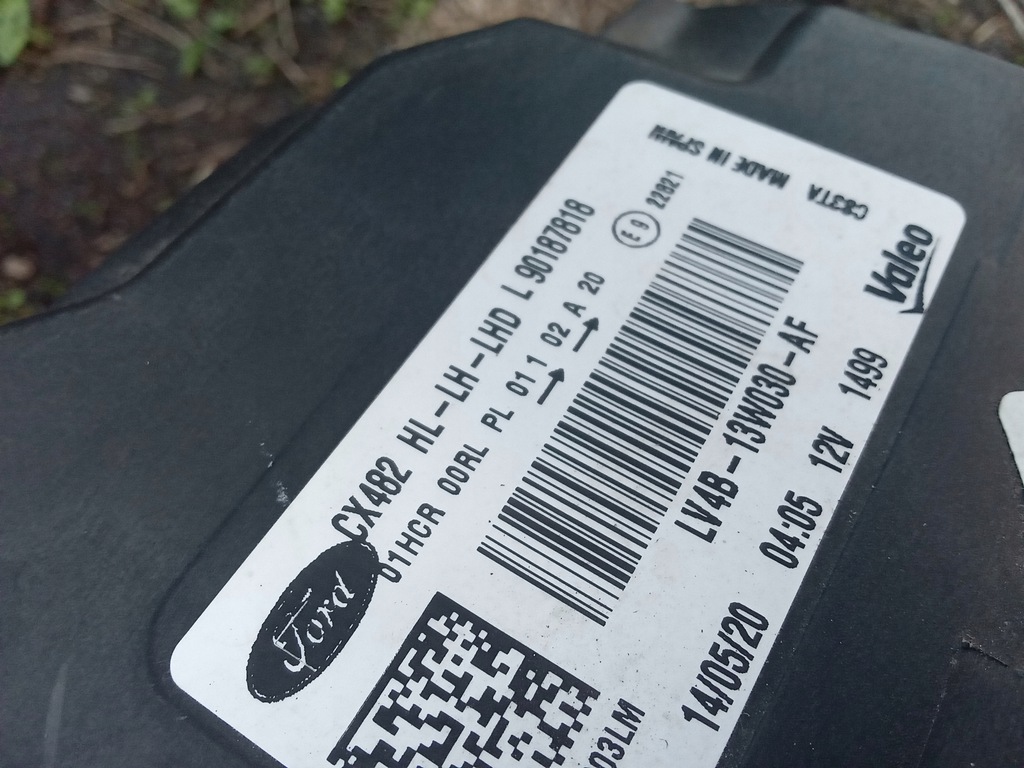 Ford
CX482 HL-LH-LHD L 90187818
01HCR 00RL PL 01 1 02 A 20
E9 22821
MADE IN SPAIN
C83TA
LV4B-13W030-AF
03LM
14/05/20 04:05 12V 1499
Valeo